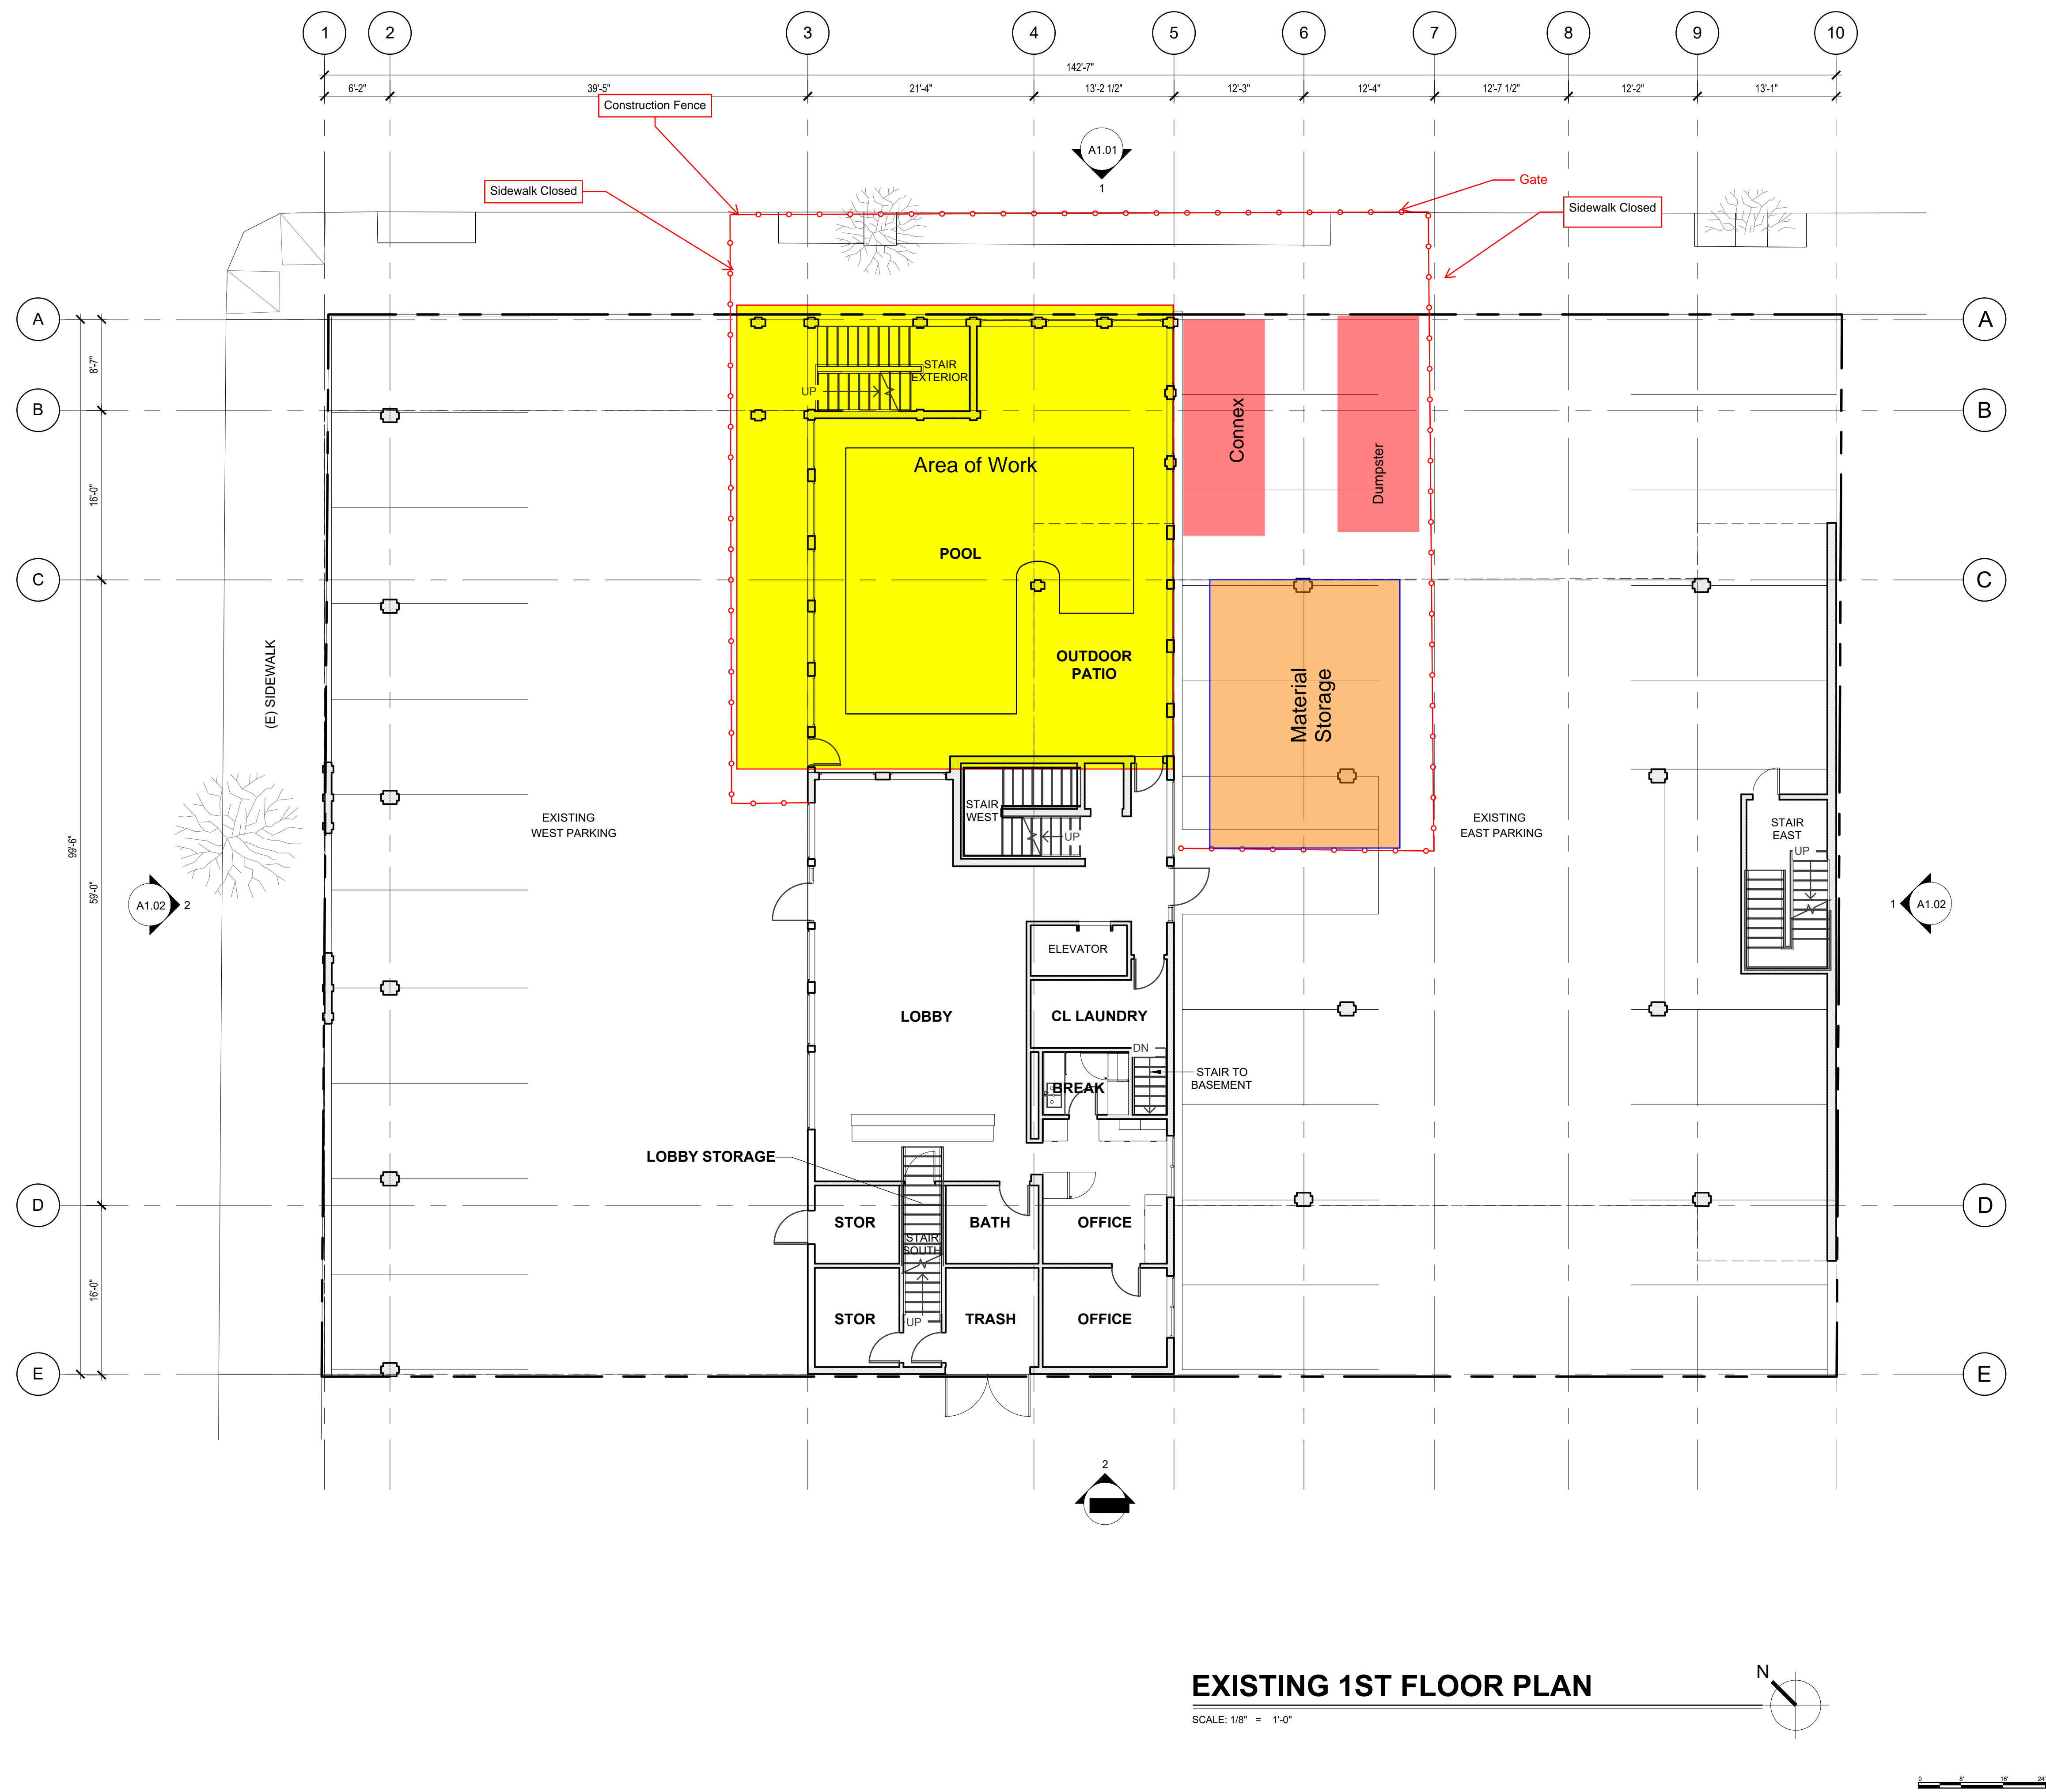 1 2 3 4 5 6 7 8 9 10
142'-7"
6'-2" 39'-5" 21'-4" 13'-2 1/2" 12'-3" 12'-4" 12'-7 1/2" 12'-2" 13'-1"
Construction Fence
A1.01
1
Gate
Sidewalk Closed
Sidewalk Closed
A
A
8'-7"
STAIR
EXTERIOR
UP
B
B
Connex
Dumpster
Area of Work
16'-0"
POOL
C
C
OUTDOOR
PATIO
Material
Storage
(E) SIDEWALK
STAIR
WEST
UP
EXISTING
WEST PARKING
EXISTING
EAST PARKING
STAIR
EAST
UP
99'-6"
59'-0"
A1.02 2
1 A1.02
ELEVATOR
LOBBY
CL LAUNDRY
DN
BREAK
STAIR TO
BASEMENT
LOBBY STORAGE
D
D
STOR
BATH
OFFICE
STAIR
SOUTH
16'-0"
STOR
UP
TRASH
OFFICE
E
E
2
EXISTING 1ST FLOOR PLAN
N
SCALE: 1/8" = 1'-0"
0 8' 16' 24'